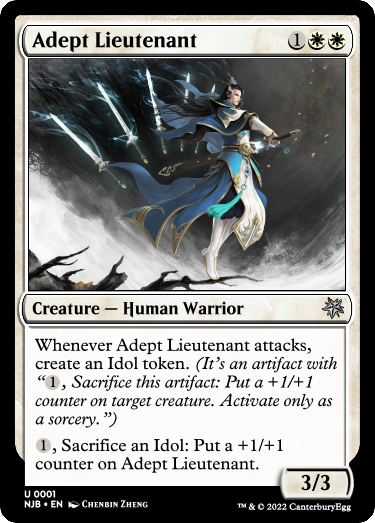 Adept Lieutenant 1
Creature — Human Warrior
Whenever Adept Lieutenant attacks,
create an Idol token. (It's an artifact with
“1, Sacrifice this artifact: Put a +1/+1
counter on target creature. Activate only as
a sorcery.”)
1, Sacrifice an Idol: Put a +1/+1
counter on Adept Lieutenant.
3/3
U 0001
NJB • EN Chenbin Zheng
™ & © 2022 CanterburyEgg